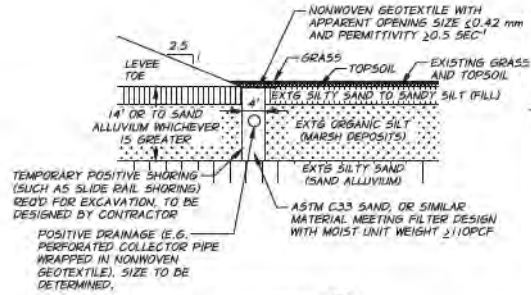 NONWOVEN GEOTEXTILE WITH
APPARENT OPENING SIZE ≤0.42 mm
AND PERMITTIVITY ≥0.5 SEC⁻¹
2.5
1
GRASS
LEVEE
TOE
TOPSOIL
EXISTING GRASS
AND TOPSOIL
EXTG SILTY SAND TO SANDY SILT (FILL)
4'
14' OR TO SAND
ALLUVIUM WHICHEVER
IS GREATER
EXTG ORGANIC SILT
(MARSH DEPOSITS)
EXTG SILTY SAND
(SAND ALLUVIUM)
TEMPORARY POSITIVE SHORING
(SUCH AS SLIDE RAIL SHORING)
REQ'D FOR EXCAVATION, TO BE
DESIGNED BY CONTRACTOR
ASTM C33 SAND, OR SIMILAR
MATERIAL MEETING FILTER DESIGN
WITH MOIST UNIT WEIGHT ≥110PCF
POSITIVE DRAINAGE (E.G.
PERFORATED COLLECTOR PIPE
WRAPPED IN NONWOVEN
GEOTEXTILE). SIZE TO BE
DETERMINED.